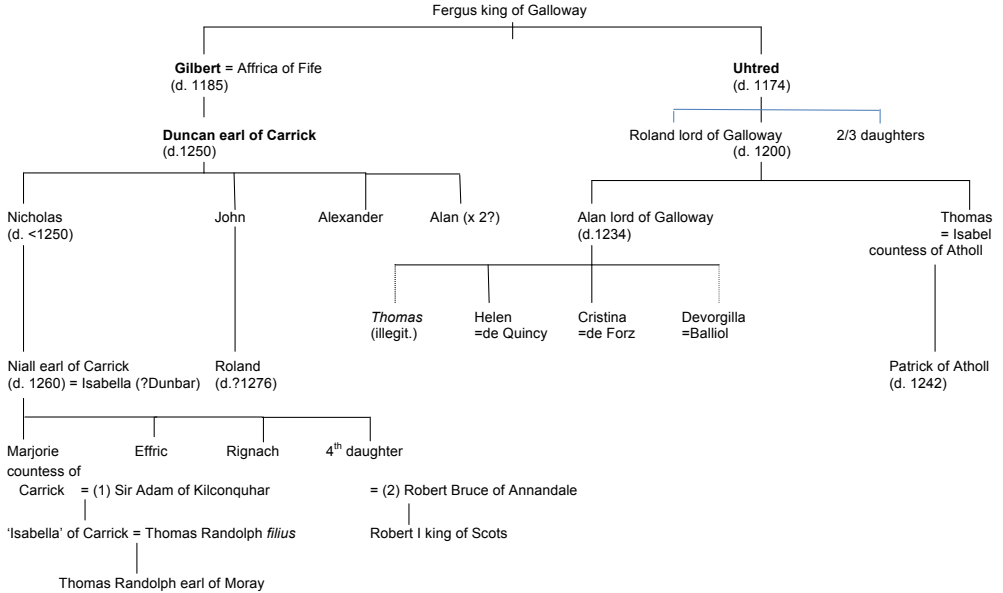 Fergus king of Galloway
Gilbert = Affrica of Fife
(d. 1185)
Uhtred
(d. 1174)
Duncan earl of Carrick
(d.1250)
Roland lord of Galloway
(d. 1200)
2/3 daughters
Nicholas
(d. <1250)
John
Alexander
Alan (x 2?)
Alan lord of Galloway
(d.1234)
Thomas
= Isabel
countess of Atholl
Thomas
(illegit.)
Helen
=de Quincy
Cristina
=de Forz
Devorgilla
=Balliol
Niall earl of Carrick
(d. 1260) = Isabella (?Dunbar)
Roland
(d.?1276)
Patrick of Atholl
(d. 1242)
Marjorie
countess of
Carrick = (1) Sir Adam of Kilconquhar
Effric
Rignach
4th daughter
= (2) Robert Bruce of Annandale
'Isabella' of Carrick = Thomas Randolph filius
Robert I king of Scots
Thomas Randolph earl of Moray